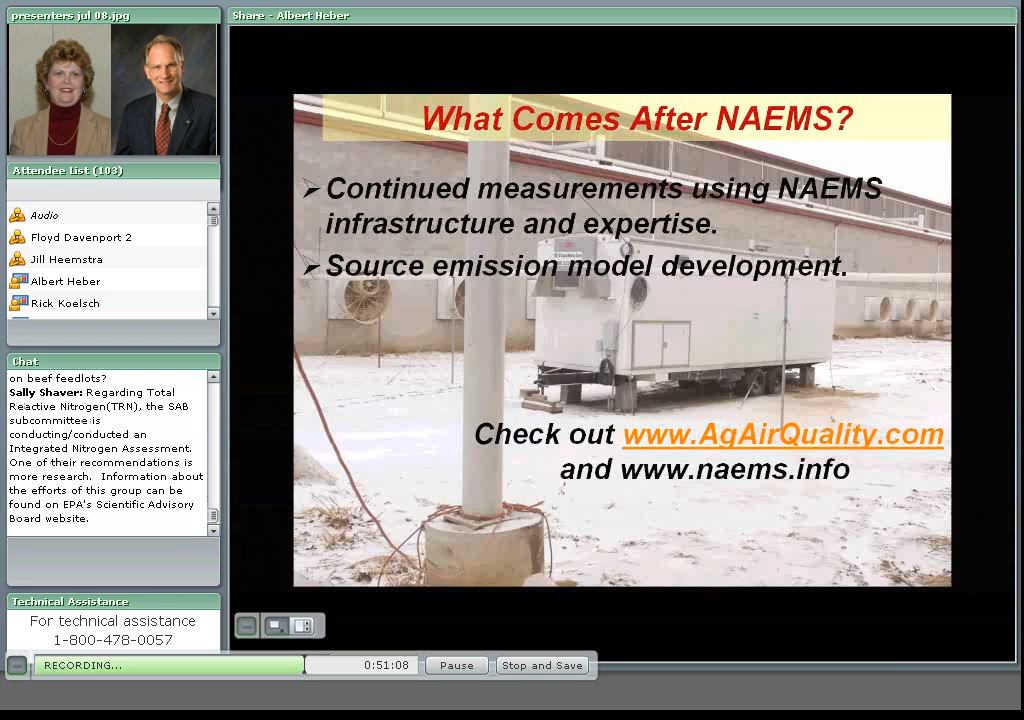 presenters jul 08.jpg
Share - Albert Heber
Attendee List (103)
Audio
Floyd Davenport 2
Jill Heemstra
Albert Heber
Rick Koelsch
Chat
on beef feedlots?
Sally Shaver: Regarding Total
Reactive Nitrogen(TRN), the SAB
subcommittee is
conducting/conducted an
Integrated Nitrogen Assessment.
One of their recommendations is
more research.  Information about
the efforts of this group can be
found on EPA's Scientific Advisory
Board website.
Technical Assistance
For technical assistance
1-800-478-0057
What Comes After NAEMS?
➢ Continued measurements using NAEMS
infrastructure and expertise.
➢ Source emission model development.
Check out www.AgAirQuality.com
and www.naems.info
RECORDING...
0:51:08
Pause
Stop and Save